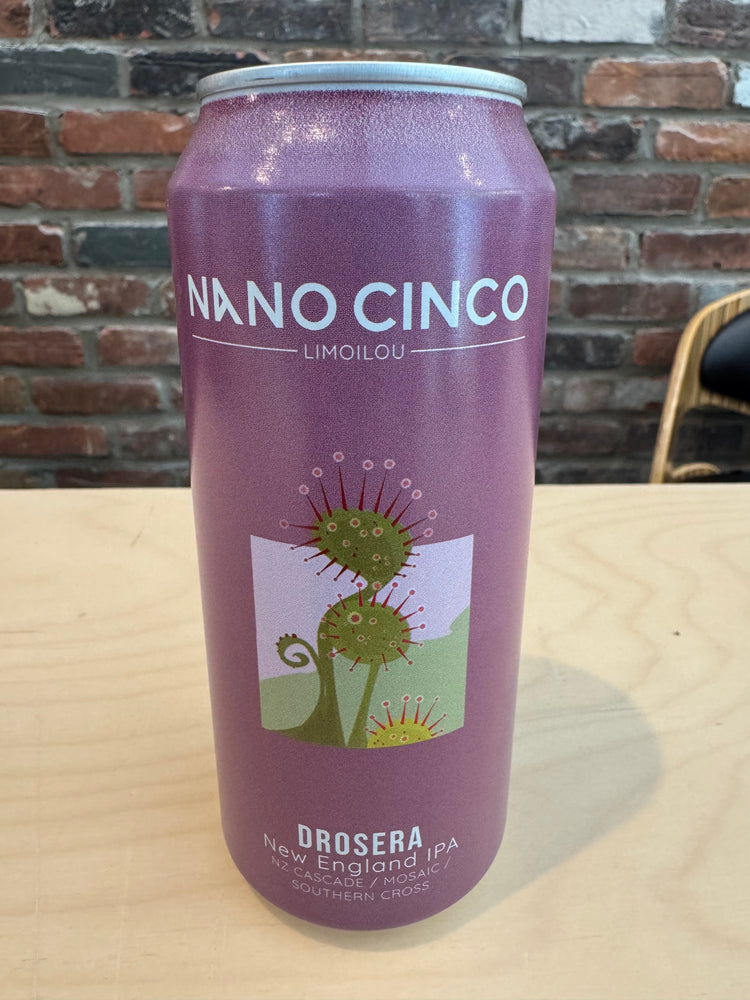 NANO CINCO
LIMOILOU
DROSERA
New England IPA
NZ CASCADE / MOSAIC /
SOUTHERN CROSS